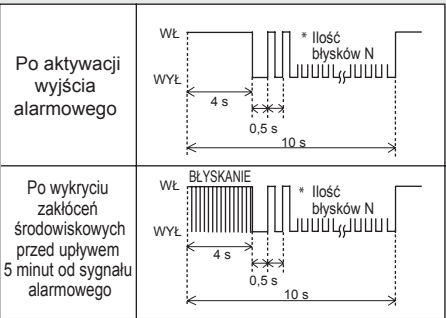 Po aktywacji
wyjścia
alarmowego
WŁ
WYŁ
* Ilość
błysków N
4 s
0,5 s
10 s
Po wykryciu
zakłóceń
środowiskowych
przed upływem
5 minut od sygnału
alarmowego
BŁYSKANIE
WŁ
WYŁ
* Ilość
błysków N
4 s
0,5 s
10 s